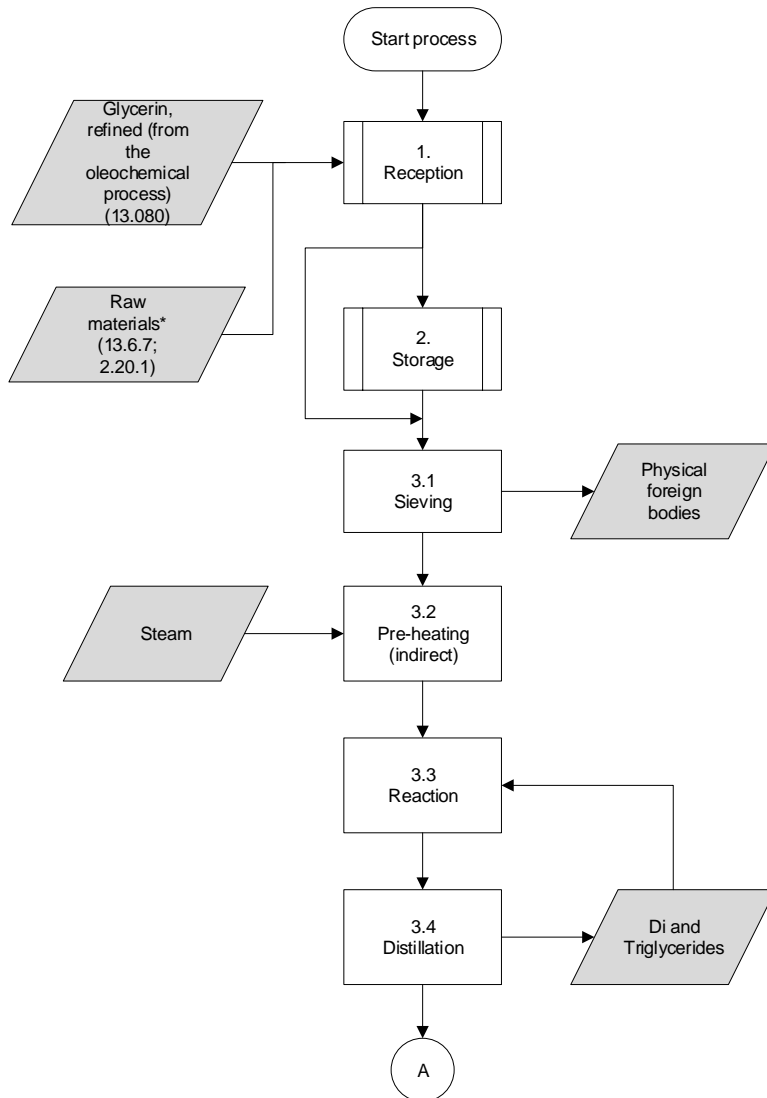 Start process
Glycerin,
refined (from
the
oleochemical
process)
(13.080)
1.
Reception
Raw
materials*
(13.6.7;
2.20.1)
2.
Storage
3.1
Sieving
Physical
foreign
bodies
Steam
3.2
Pre-heating
(indirect)
3.3
Reaction
3.4
Distillation
Di and
Triglycerides
A